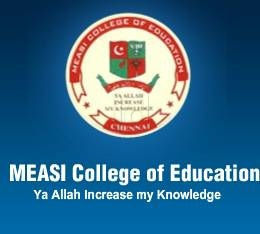 MEASI COLLEGE OF EDUCATION
YA ALLAH
INCREASE
MY KNOWLEDGE
CHENNAI
MEASI College of Education
Ya Allah Increase my Knowledge